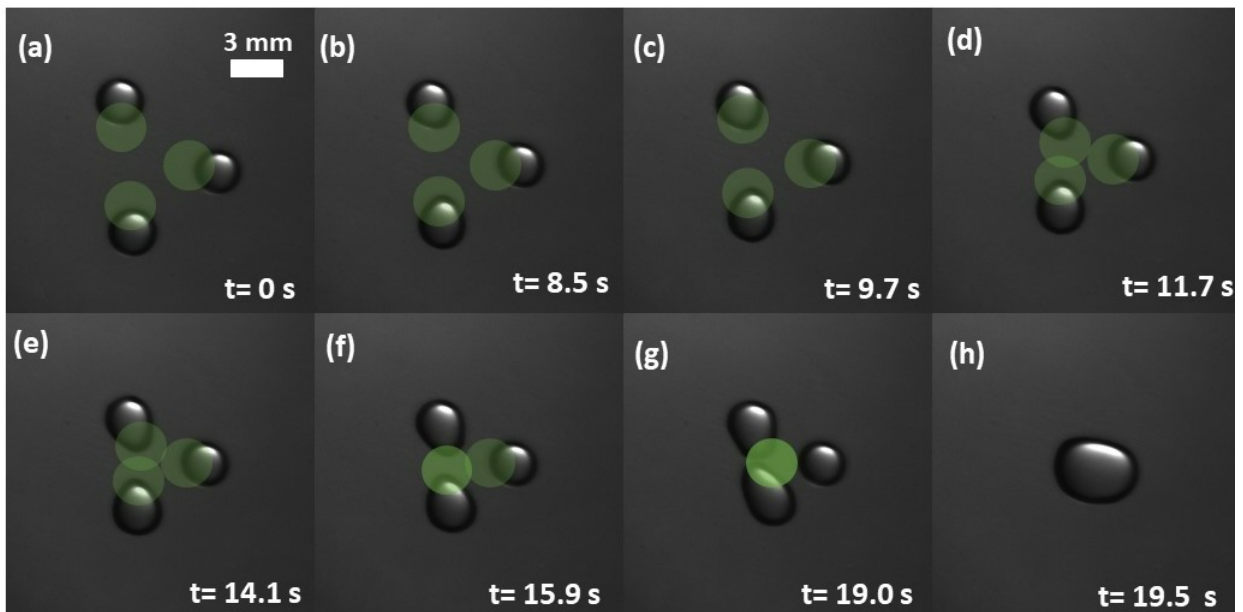 (a)
3 mm
t= 0 s
(b)
t= 8.5 s
(c)
t= 9.7 s
(d)
t= 11.7 s
(e)
t= 14.1 s
(f)
t= 15.9 s
(g)
t= 19.0 s
(h)
t= 19.5 s